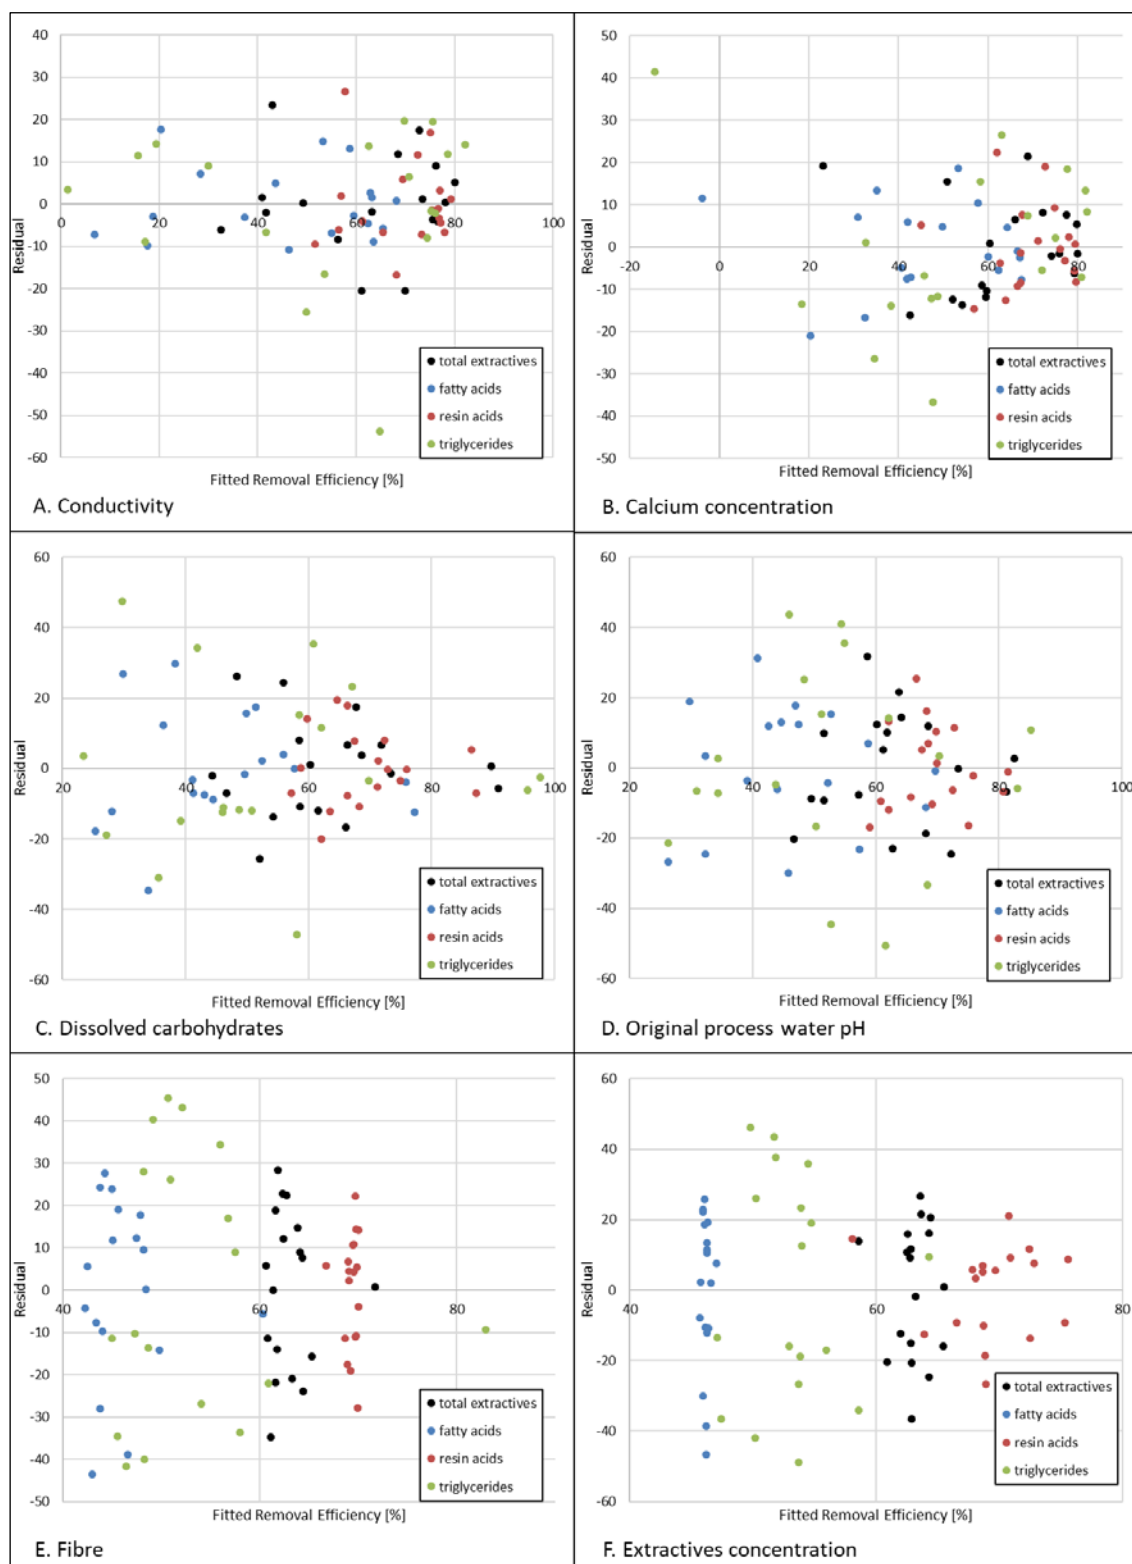 40
30
20
10
0
-10
-20
-30
-40
-50
-60
0 20 40 60 80 100
Residual
total extractives
fatty acids
resin acids
triglycerides
Fitted Removal Efficiency [%]
A. Conductivity
50
40
30
20
10
0
-10
-20
-30
-40
-50
-20 0 20 40 60 80
Residual
total extractives
fatty acids
resin acids
triglycerides
Fitted Removal Efficiency [%]
B. Calcium concentration
60
40
20
0
-20
-40
-60
20 40 60 80 100
Residual
total extractives
fatty acids
resin acids
triglycerides
Fitted Removal Efficiency [%]
C. Dissolved carbohydrates
60
40
20
0
-20
-40
-60
20 40 60 80 100
Residual
total extractives
fatty acids
resin acids
triglycerides
Fitted Removal Efficiency [%]
D. Original process water pH
50
40
30
20
10
0
-10
-20
-30
-40
-50
40 60 80
Residual
total extractives
fatty acids
resin acids
triglycerides
Fitted Removal Efficiency [%]
E. Fibre
60
40
20
0
-20
-40
-60
40 60 80
Residual
total extractives
fatty acids
resin acids
triglycerides
Fitted Removal Efficiency [%]
F. Extractives concentration